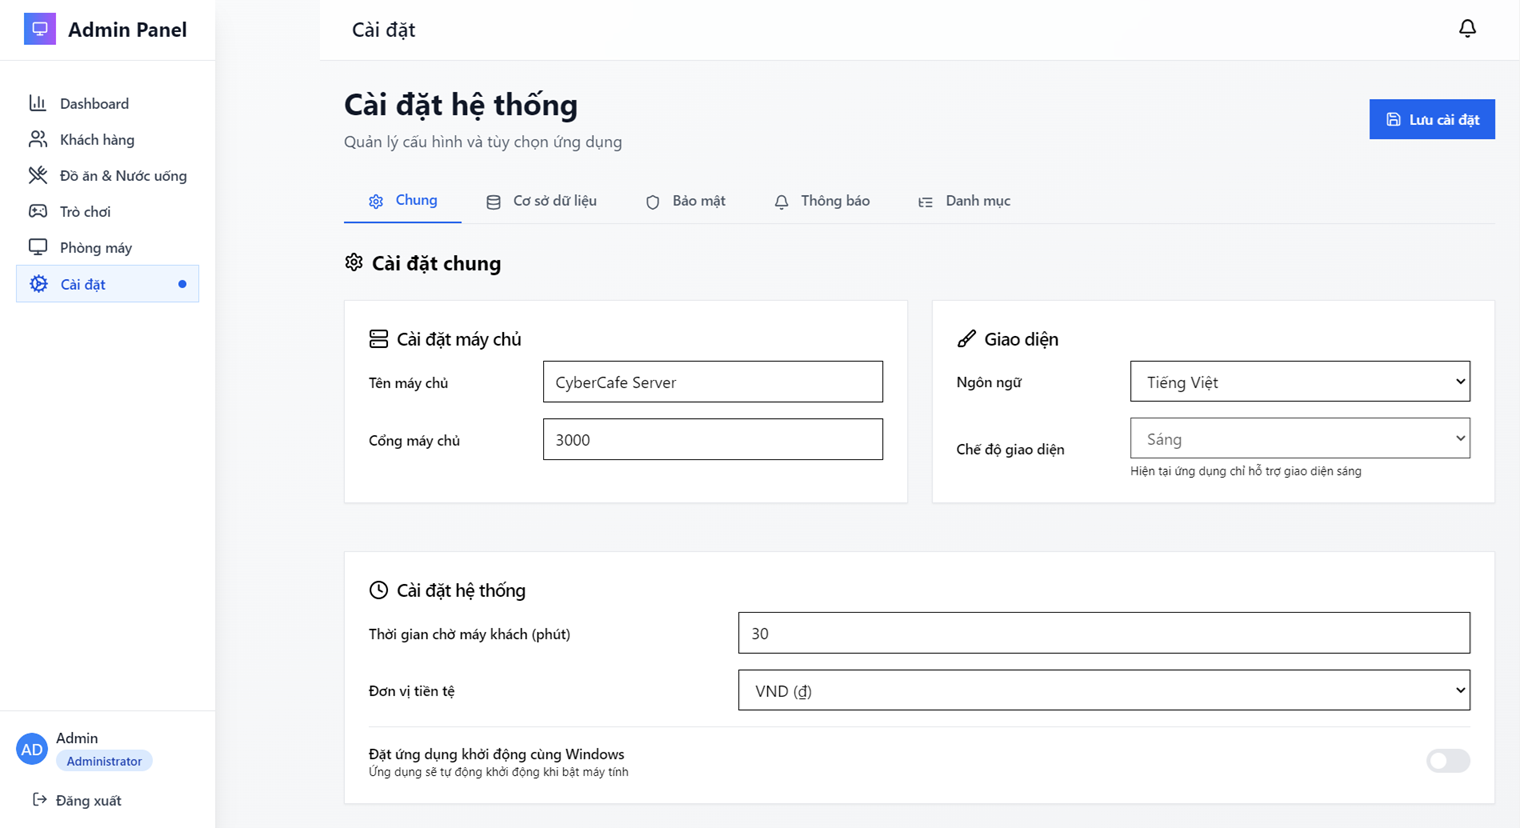 Admin Panel
Dashboard
Khách hàng
Đồ ăn & Nước uống
Trò chơi
Phòng máy
Cài đặt
AD
Admin
Administrator
Đăng xuất
Cài đặt
Cài đặt hệ thống
Quản lý cấu hình và tùy chọn ứng dụng
Lưu cài đặt
Chung
Cơ sở dữ liệu
Bảo mật
Thông báo
Danh mục
Cài đặt chung
Cài đặt máy chủ
Tên máy chủ
CyberCafe Server
Cổng máy chủ
3000
Giao diện
Ngôn ngữ
Tiếng Việt
Chế độ giao diện
Sáng
Hiện tại ứng dụng chỉ hỗ trợ giao diện sáng
Cài đặt hệ thống
Thời gian chờ máy khách (phút)
30
Đơn vị tiền tệ
VND (₫)
Đặt ứng dụng khởi động cùng Windows
Ứng dụng sẽ tự động khởi động khi bật máy tính